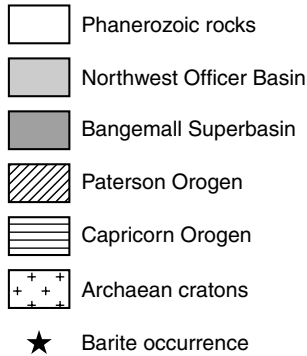 Phanerozoic rocks
Northwest Officer Basin
Bangemall Superbasin
Paterson Orogen
Capricorn Orogen
Archaean cratons
Barite occurrence